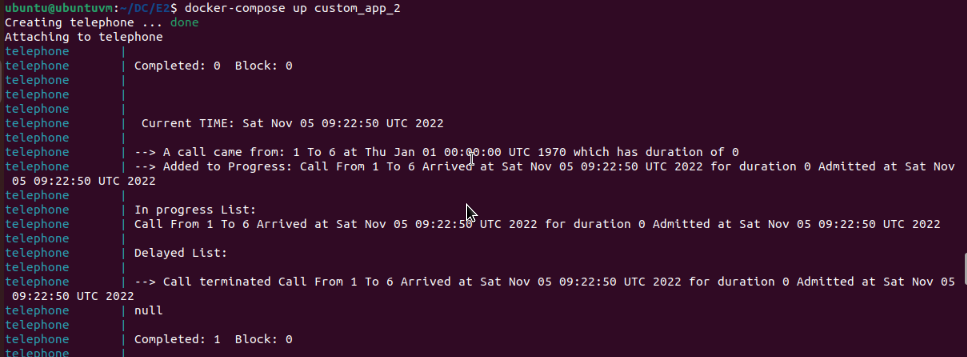 ubuntu@ubuntuvm:~/DC/E2$ docker-compose up custom_app_2
Creating telephone ... done
Attaching to telephone
telephone |
telephone | Completed: 0 Block: 0
telephone |
telephone |
telephone |
telephone | Current TIME: Sat Nov 05 09:22:50 UTC 2022
telephone |
telephone | --> A call came from: 1 To 6 at Thu Jan 01 00:00:00 UTC 1970 which has duration of 0
telephone | --> Added to Progress: Call From 1 To 6 Arrived at Sat Nov 05 09:22:50 UTC 2022 for duration 0 Admitted at Sat Nov
05 09:22:50 UTC 2022
telephone |
telephone | In progress List:
telephone | Call From 1 To 6 Arrived at Sat Nov 05 09:22:50 UTC 2022 for duration 0 Admitted at Sat Nov 05 09:22:50 UTC 2022
telephone |
telephone | Delayed List:
telephone |
telephone | --> Call terminated Call From 1 To 6 Arrived at Sat Nov 05 09:22:50 UTC 2022 for duration 0 Admitted at Sat Nov 05
09:22:50 UTC 2022
telephone | null
telephone |
telephone | Completed: 1 Block: 0
telephone |